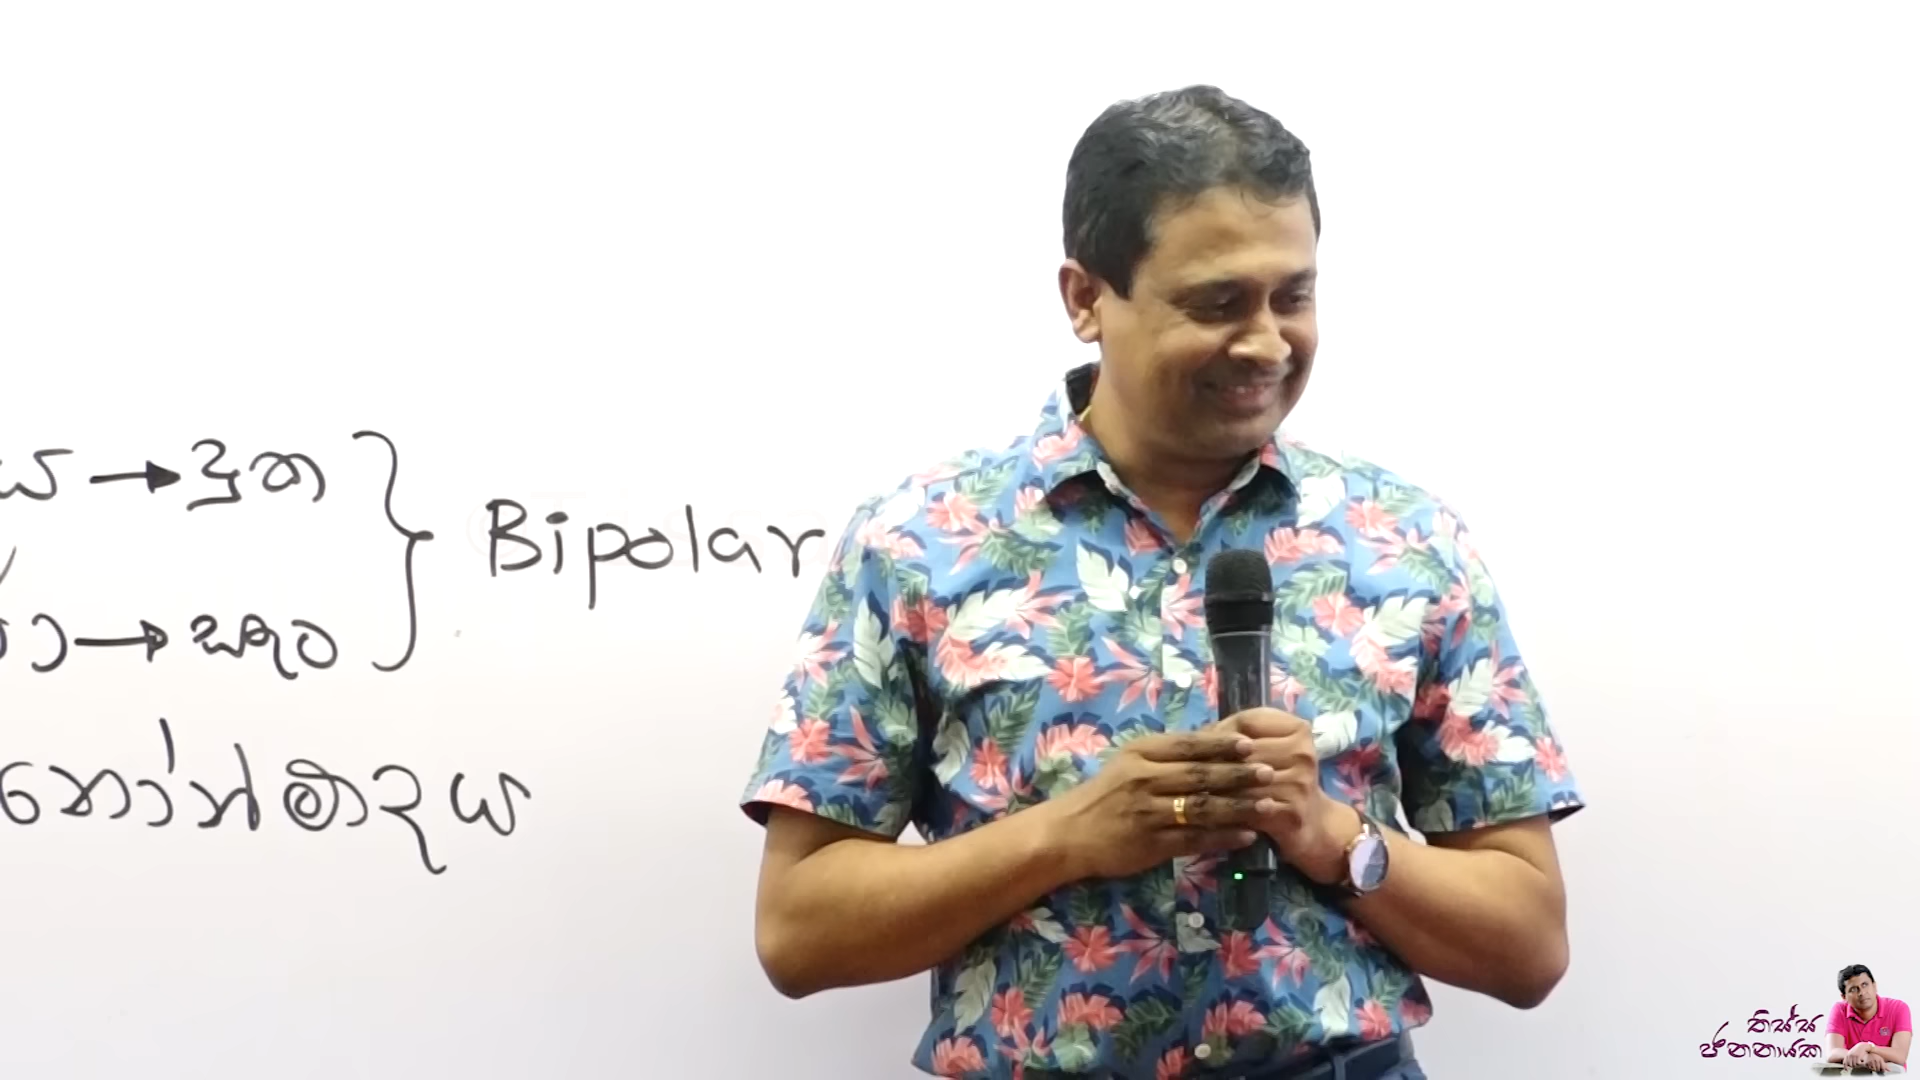 → දුක
Bipolar
→ සතුට
නෝන්මාදය
තිස්ස
ජනනායක